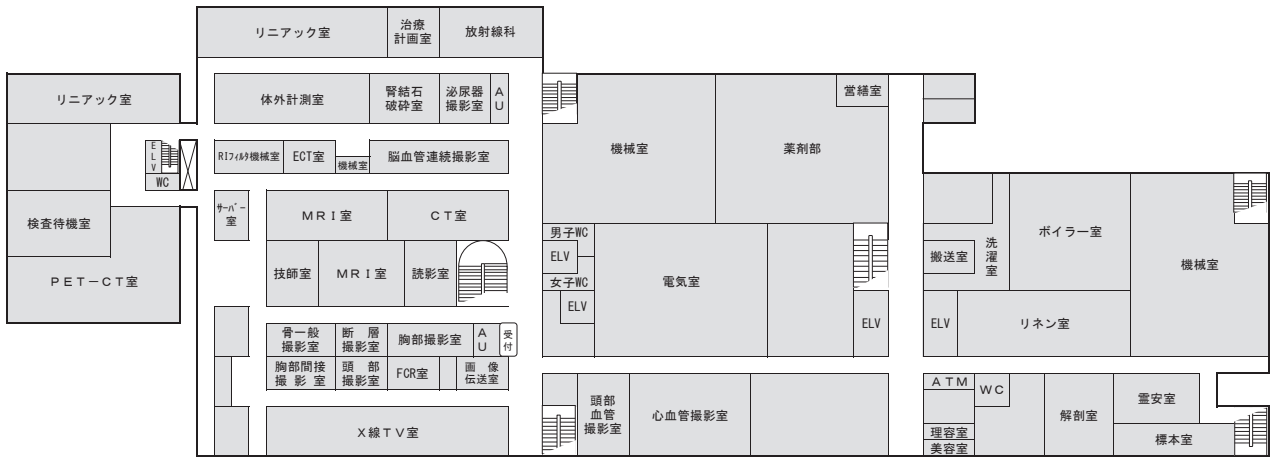 リニアック室
治療
計画室
放射線科
リニアック室
体外計測室
腎結石
破砕室
泌尿器
撮影室
A
U
営繕室
機械室
薬剤部
E
L
V
WC
RIフィルタ機械室
ECT室
機械室
脳血管連続撮影室
検査待機室
PET－CT室
サーバー
室
MRI室
CT室
技師室
MRI室
読影室
男子WC
ELV
女子WC
ELV
電気室
ELV
搬送室
洗
濯
室
ボイラー室
機械室
ELV
リネン室
骨一般
撮影室
断　層
撮影室
胸部撮影室
A
U
受
付
胸部間接
撮 影 室
頭　部
撮影室
FCR室
画　像
伝送室
X線TV室
頭部
血管
撮影室
心血管撮影室
ATM
WC
理容室
美容室
解剖室
霊安室
標本室